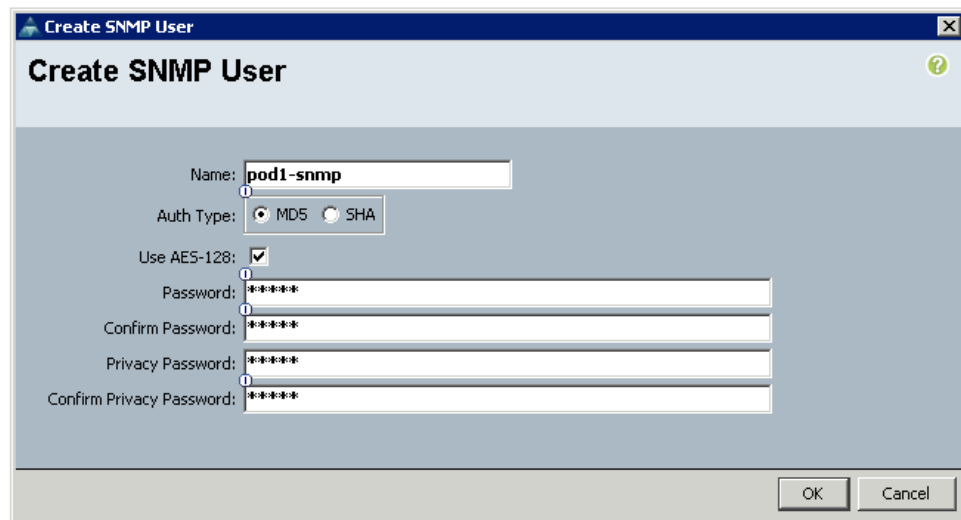 Create SNMP User
Create SNMP User
Name: pod1-snmp
Auth Type: MD5 SHA
Use AES-128:
Password: *****
Confirm Password: *****
Privacy Password: *****
Confirm Privacy Password: *****
OK Cancel